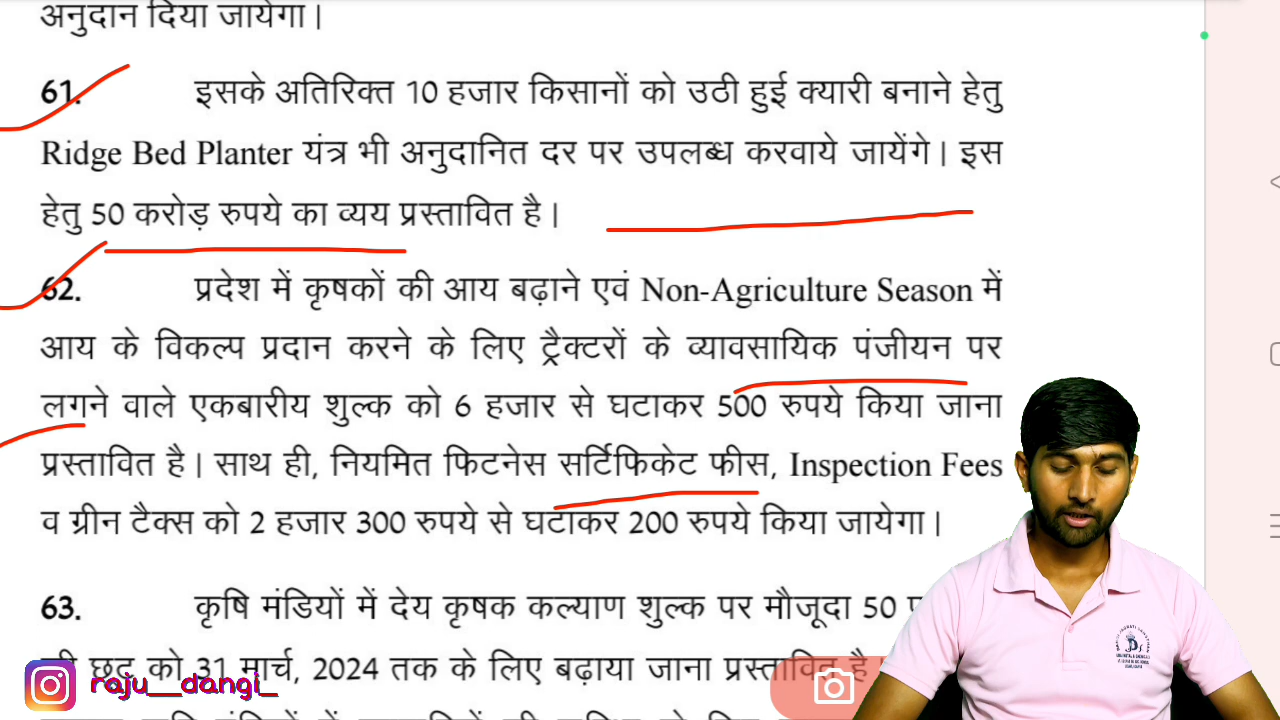 अनुदान दिया जायेगा।
61. इसके अतिरिक्त 10 हजार किसानों को उठी हुई क्यारी बनाने हेतु
Ridge Bed Planter यंत्र भी अनुदानित दर पर उपलब्ध करवाये जायेंगे। इस
हेतु 50 करोड़ रुपये का व्यय प्रस्तावित है।
62. प्रदेश में कृषकों की आय बढ़ाने एवं Non-Agriculture Season में
आय के विकल्प प्रदान करने के लिए ट्रैक्टरों के व्यावसायिक पंजीयन पर
लगने वाले एकबारीय शुल्क को 6 हजार से घटाकर 500 रुपये किया जाना
प्रस्तावित है। साथ ही, नियमित फिटनेस सर्टिफिकेट फीस, Inspection Fees
व ग्रीन टैक्स को 2 हजार 300 रुपये से घटाकर 200 रुपये किया जायेगा।
63. कृषि मंडियों में देय कृषक कल्याण शुल्क पर मौजूदा 50
की छूट को 31 मार्च, 2024 तक के लिए बढ़ाया जाना प्रस्तावित है
raju__dangi_